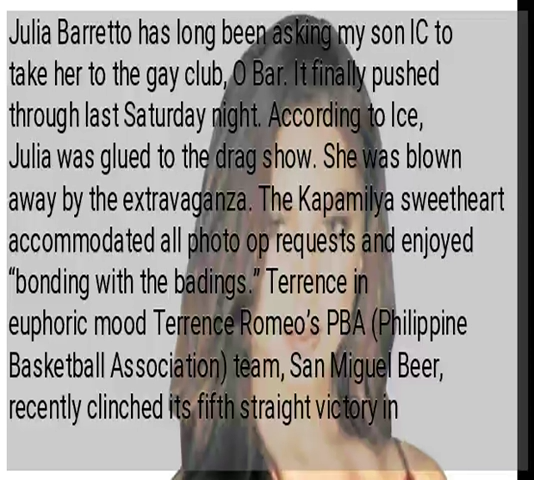 Julia Barretto has long been asking my son IC to
take her to the gay club, O Bar. It finally pushed
through last Saturday night. According to Ice,
Julia was glued to the drag show. She was blown
away by the extravaganza. The Kapamilya sweetheart
accommodated all photo op requests and enjoyed
“bonding with the badings.” Terrence in
euphoric mood Terrence Romeo’s PBA (Philippine
Basketball Association) team, San Miguel Beer,
recently clinched its fifth straight victory in